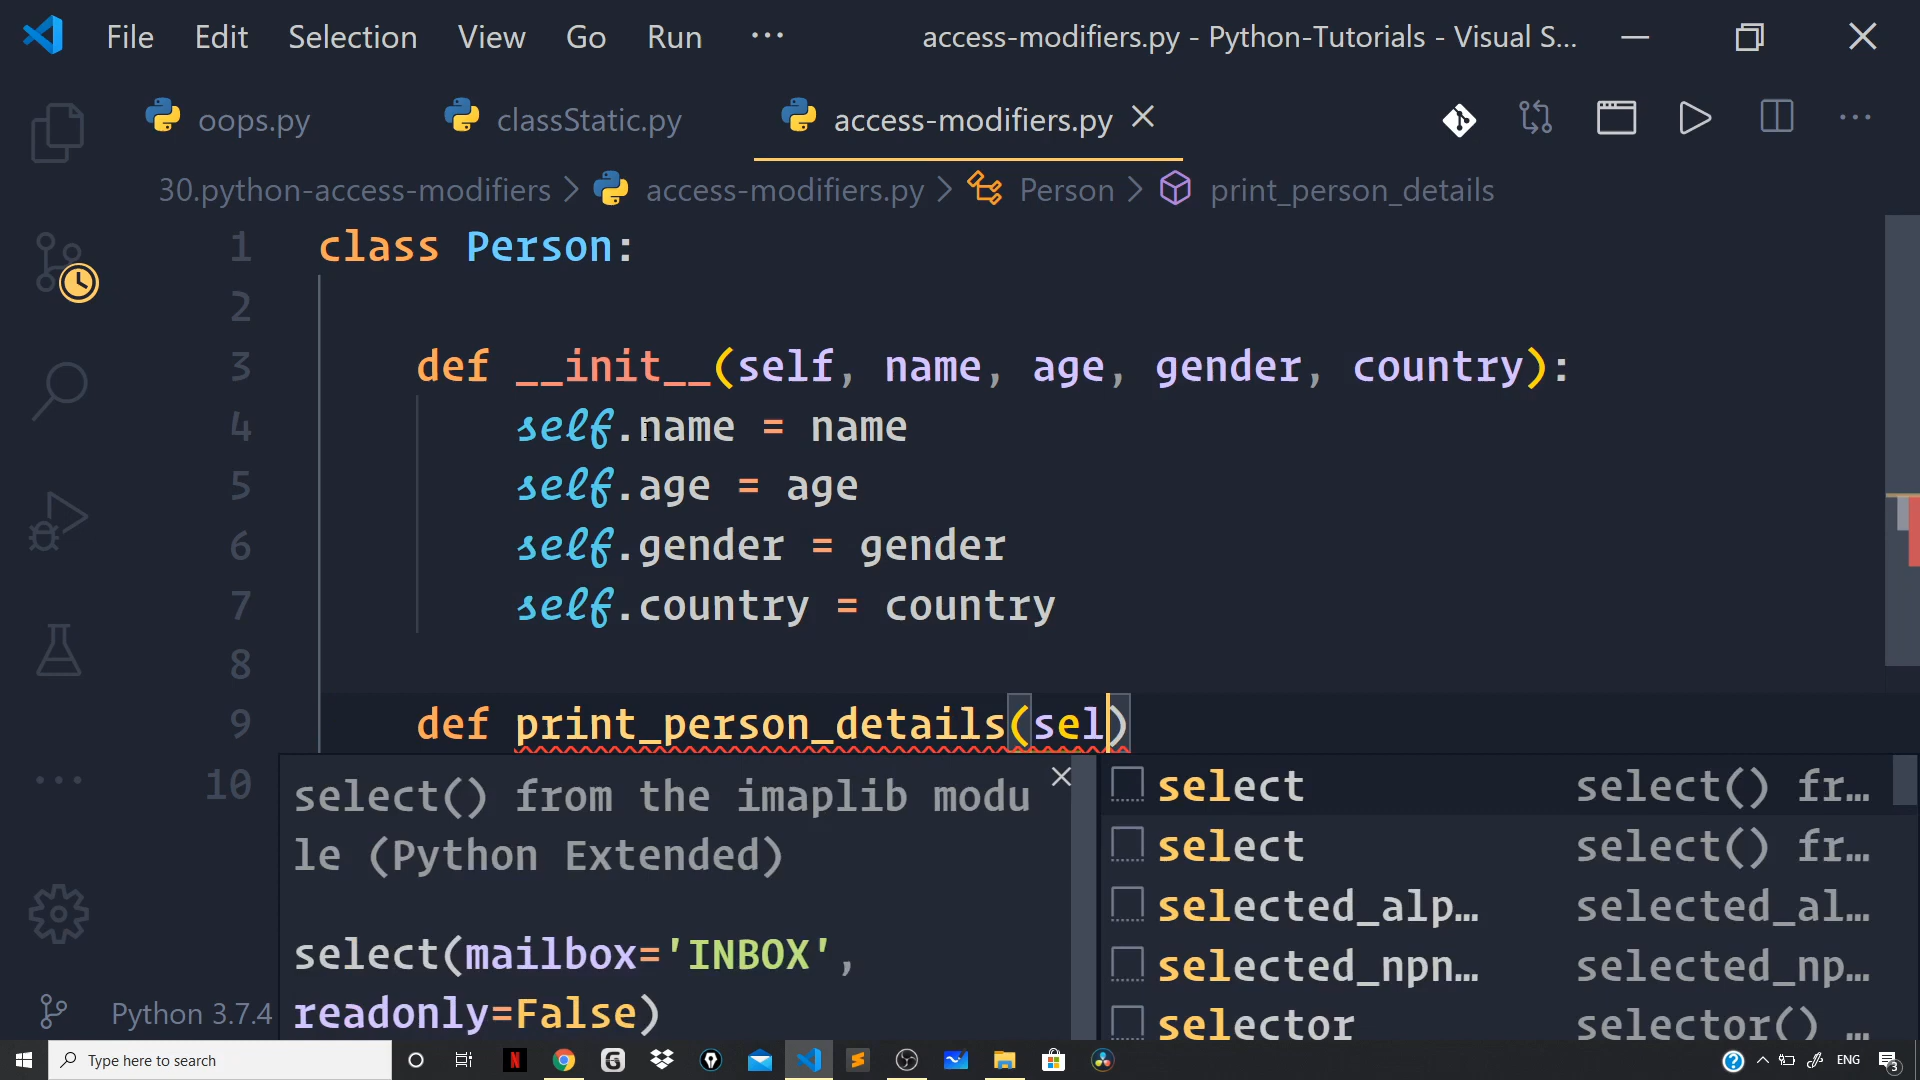 File Edit Selection View Go Run ··· access-modifiers.py - Python-Tutorials - Visual S...
oops.py classStatic.py access-modifiers.py
30.python-access-modifiers > access-modifiers.py > Person > print_person_details
1 class Person:
2
3 def __init__(self, name, age, gender, country):
4 self.name = name
5 self.age = age
6 self.gender = gender
7 self.country = country
8
9 def print_person_details(sel)
10
select() from the imaplib modu
le (Python Extended)
select(mailbox='INBOX',
readonly=False)
select select() fr…
select select() fr…
selected_alp… selected_al…
selected_npn… selected_np…
selector selector() …
Python 3.7.4
Type here to search
ENG
3